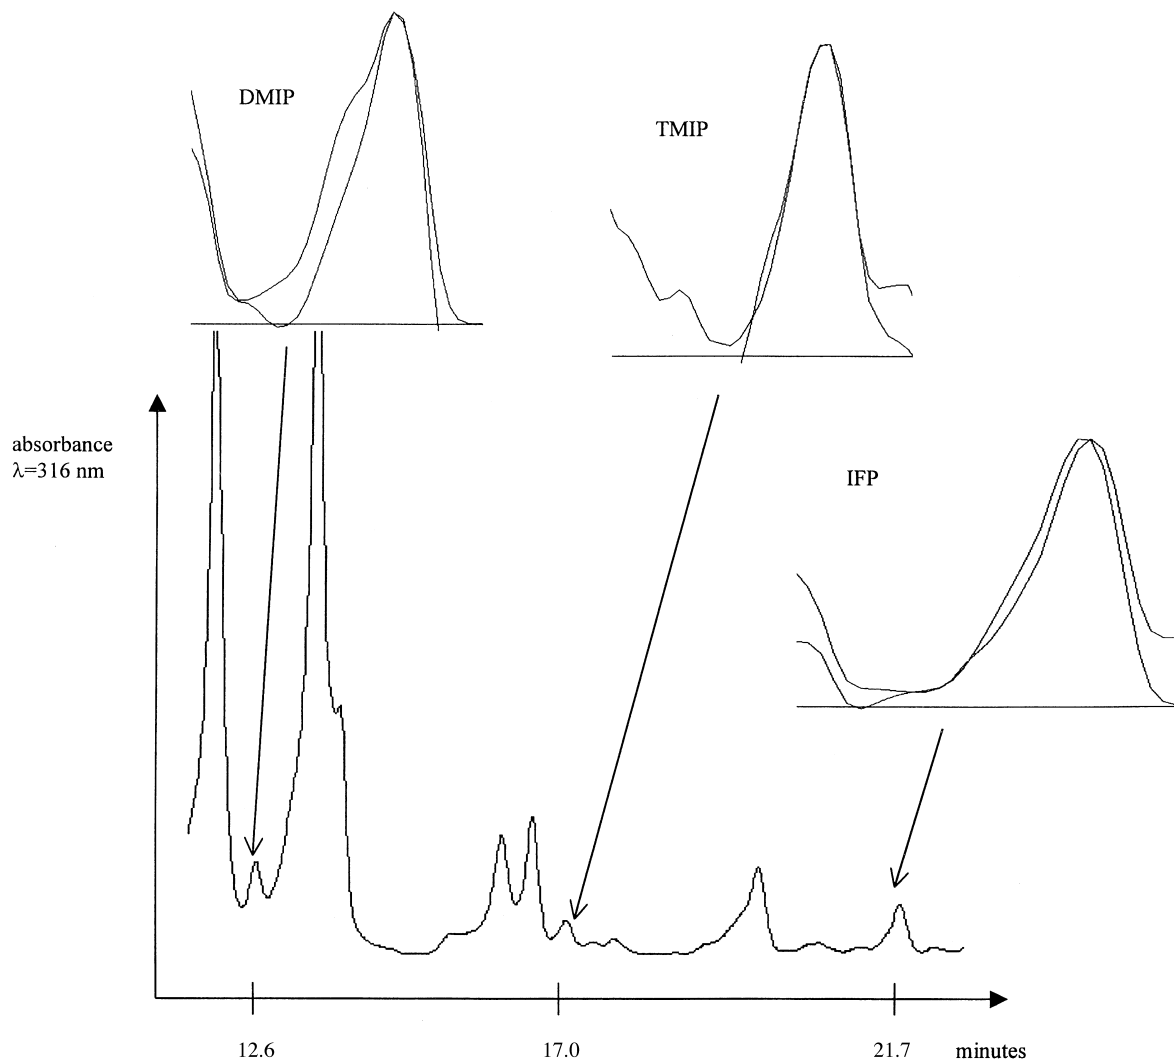 DMIP
TMIP
absorbance
λ=316 nm
IFP
12.6
17.0
21.7
minutes